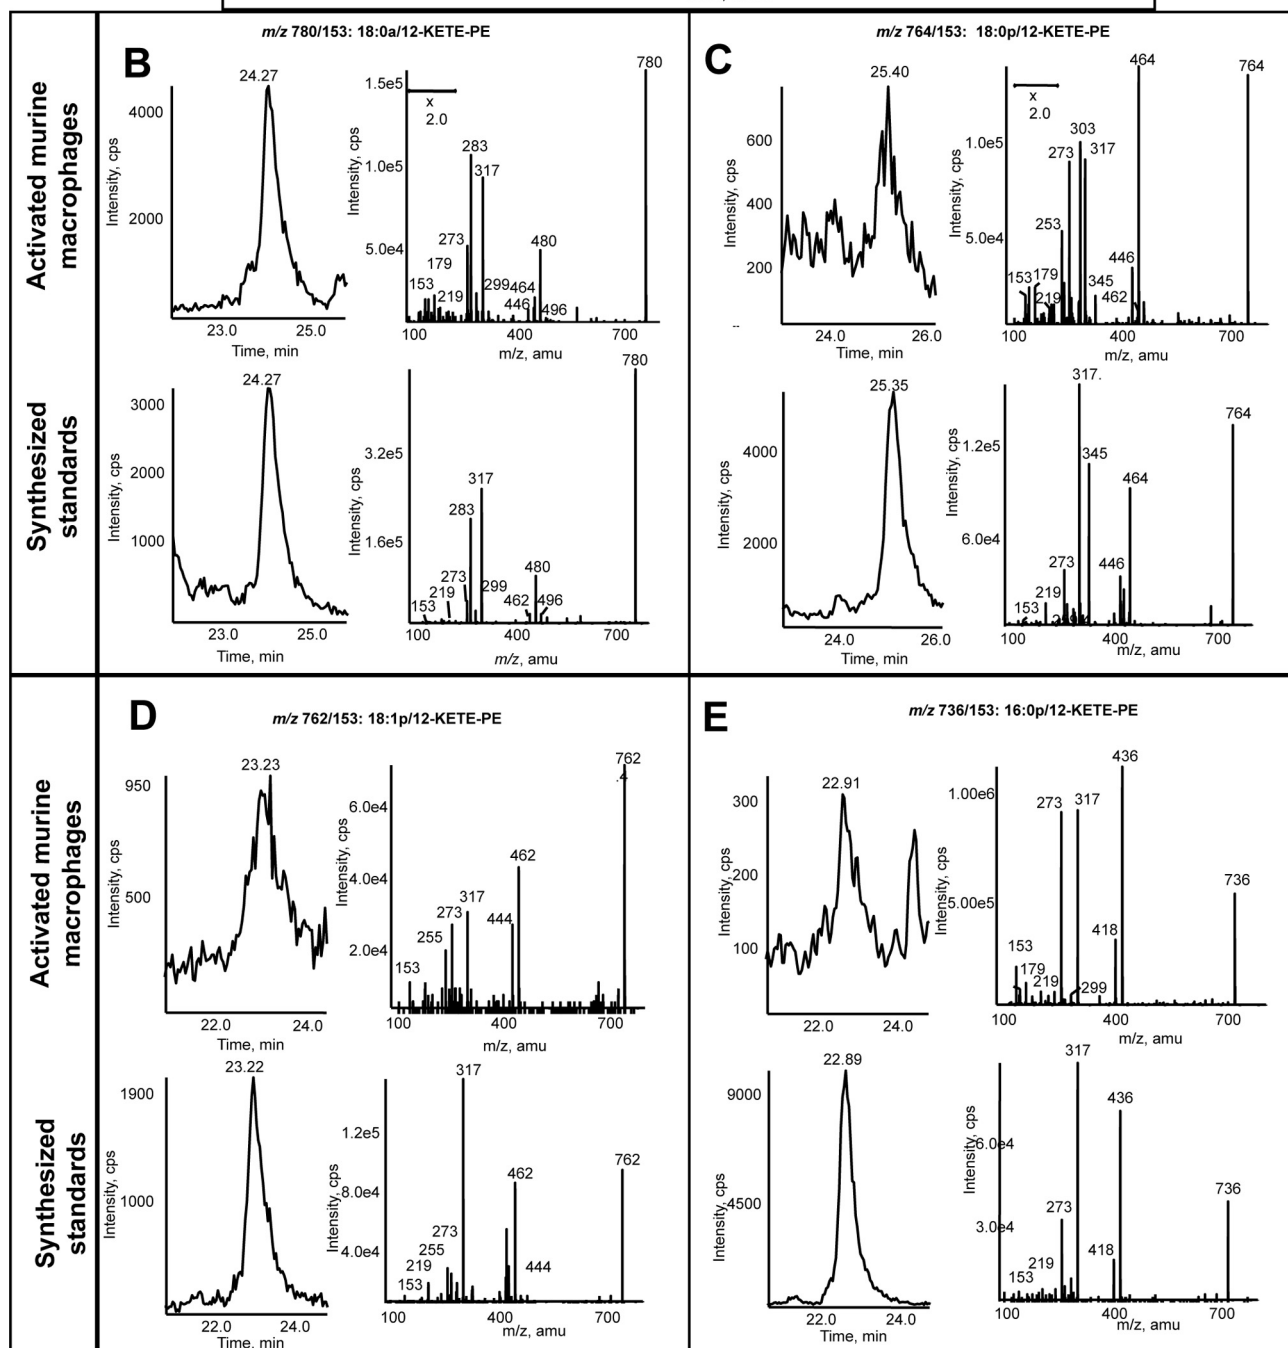 Activated murine
macrophages
Synthesized
standards
Activated murine
macrophages
Synthesized
standards
B
m/z 780/153: 18:0a/12-KETE-PE
24.27
4000
2000
Intensity, cps
23.0 25.0
Time, min
1.5e5
1.0e5
5.0e4
Intensity, cps
x
2.0
780
283
317
273
179
153
219
299
464
446
480
496
100 400 700
m/z, amu
24.27
3000
2000
1000
Intensity, cps
23.0 25.0
Time, min
780
3.2e5
1.6e5
Intensity, cps
317
283
273
219
153
299
480
462
496
100 400 700
m/z, amu
C
m/z 764/153: 18:0p/12-KETE-PE
25.40
600
400
200
--
Intensity, cps
24.0 26.0
Time, min
1.0e5
5.0e4
Intensity, cps
x
2.0
464
764
303
273
317
253
446
153
179
219
345
462
100 400 700
m/z, amu
25.35
4000
2000
Intensity, cps
24.0 26.0
Time, min
317.
1.2e5
6.0e4
Intensity, cps
764
345
464
273
446
219
153
100 400 700
m/z, amu
D
m/z 762/153: 18:1p/12-KETE-PE
23.23
950
500
Intensity, cps
22.0 24.0
Time, min
762
.4
6.0e4
4.0e4
2.0e4
Intensity, cps
462
317
273
444
255
153
100 400 700
m/z, amu
23.22
1900
1000
Intensity, cps
22.0 24.0
Time, min
317
1.2e5
8.0e4
4.0e4
Intensity, cps
462
762
273
255
219
444
153
100 400 700
m/z, amu
E
m/z 736/153: 16:0p/12-KETE-PE
22.91
300
200
100
Intensity, cps
22.0 24.0
Time, min
436
1.00e6
5.00e5
Intensity, cps
273
317
736
153
418
179
219
299
100 400 700
m/z, amu
22.89
9000
4500
Intensity, cps
22.0 24.0
Time, min
317
436
6.0e4
3.0e4
Intensity, cps
736
273
418
219
153
100 400 700
m/z, amu